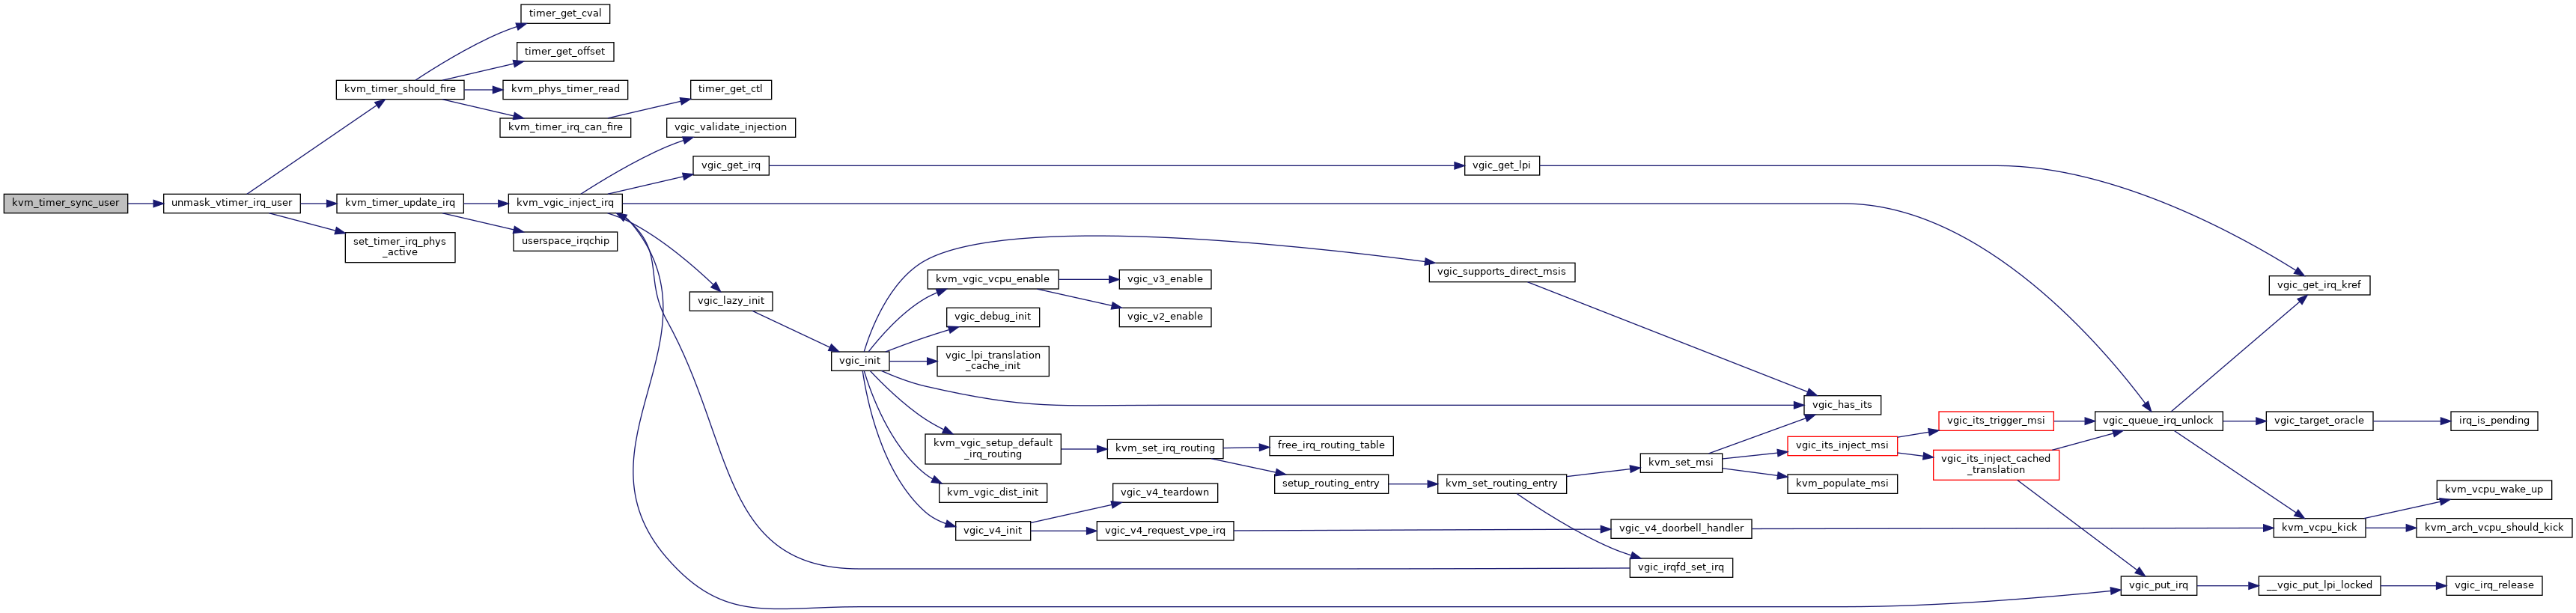 timer_get_cval
timer_get_offset
kvm_timer_should_fire
kvm_phys_timer_read
timer_get_ctl
kvm_timer_irq_can_fire
vgic_validate_injection
vgic_get_irq
vgic_get_lpi
kvm_timer_sync_user
unmask_vtimer_irq_user
kvm_timer_update_irq
kvm_vgic_inject_irq
set_timer_irq_phys
_active
userspace_irqchip
vgic_supports_direct_msis
kvm_vgic_vcpu_enable
vgic_v3_enable
vgic_get_irq_kref
vgic_lazy_init
vgic_debug_init
vgic_v2_enable
vgic_init
vgic_lpi_translation
_cache_init
vgic_has_its
kvm_vgic_setup_default
_irq_routing
kvm_set_irq_routing
free_irq_routing_table
setup_routing_entry
kvm_set_routing_entry
kvm_set_msi
vgic_its_inject_msi
kvm_populate_msi
vgic_its_trigger_msi
vgic_its_inject_cached
_translation
vgic_queue_irq_unlock
vgic_target_oracle
irq_is_pending
kvm_vgic_dist_init
vgic_v4_teardown
vgic_v4_init
vgic_v4_request_vpe_irq
vgic_v4_doorbell_handler
kvm_vcpu_kick
kvm_vcpu_wake_up
kvm_arch_vcpu_should_kick
vgic_irqfd_set_irq
vgic_put_irq
__vgic_put_lpi_locked
vgic_irq_release